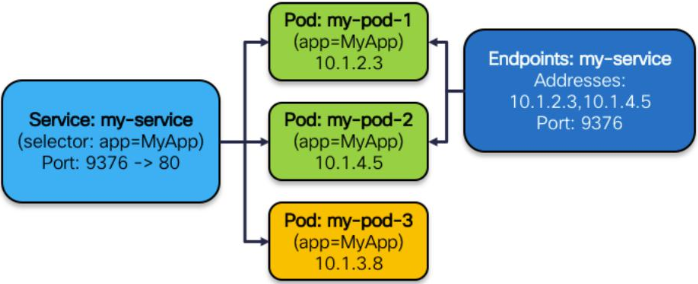 Service: my-service
(selector: app=MyApp)
Port: 9376 -> 80
Pod: my-pod-1
(app=MyApp)
10.1.2.3
Pod: my-pod-2
(app=MyApp)
10.1.4.5
Pod: my-pod-3
(app=MyApp)
10.1.3.8
Endpoints: my-service
Addresses:
10.1.2.3,10.1.4.5
Port: 9376